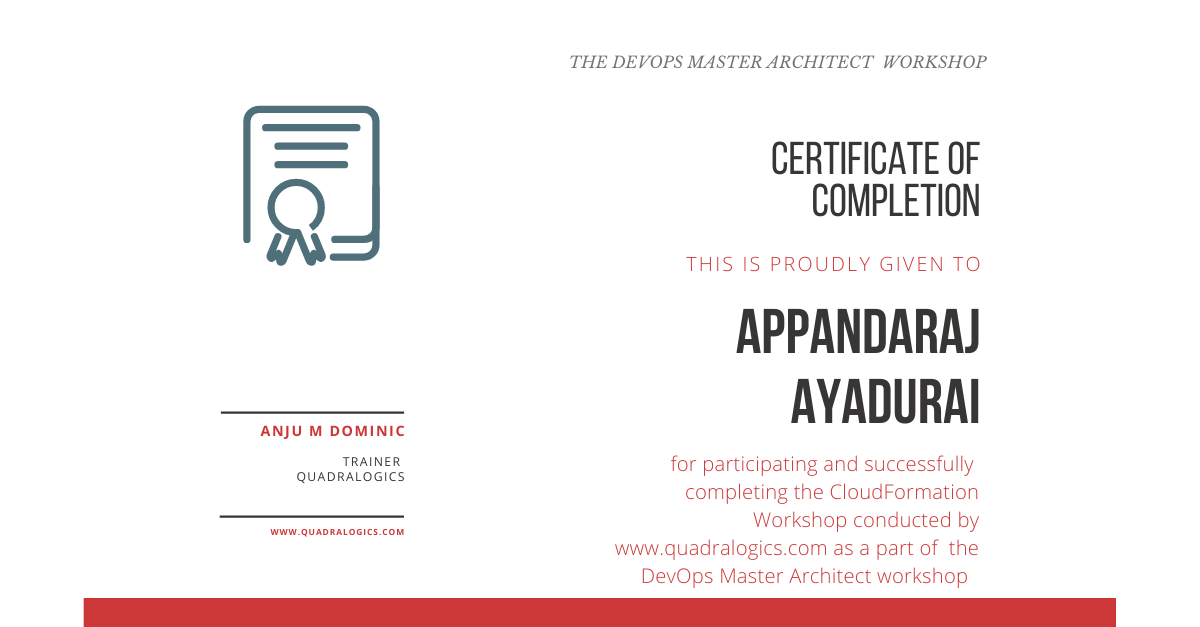 THE DEVOPS MASTER ARCHITECT WORKSHOP
CERTIFICATE OF
COMPLETION
THIS IS PROUDLY GIVEN TO
APPANDARAJ
AYADURAI
for participating and successfully
completing the CloudFormation
Workshop conducted by
www.quadralogics.com as a part of the
DevOps Master Architect workshop
ANJU M DOMINIC
TRAINER
QUADRALOGICS
WWW.QUADRALOGICS.COM